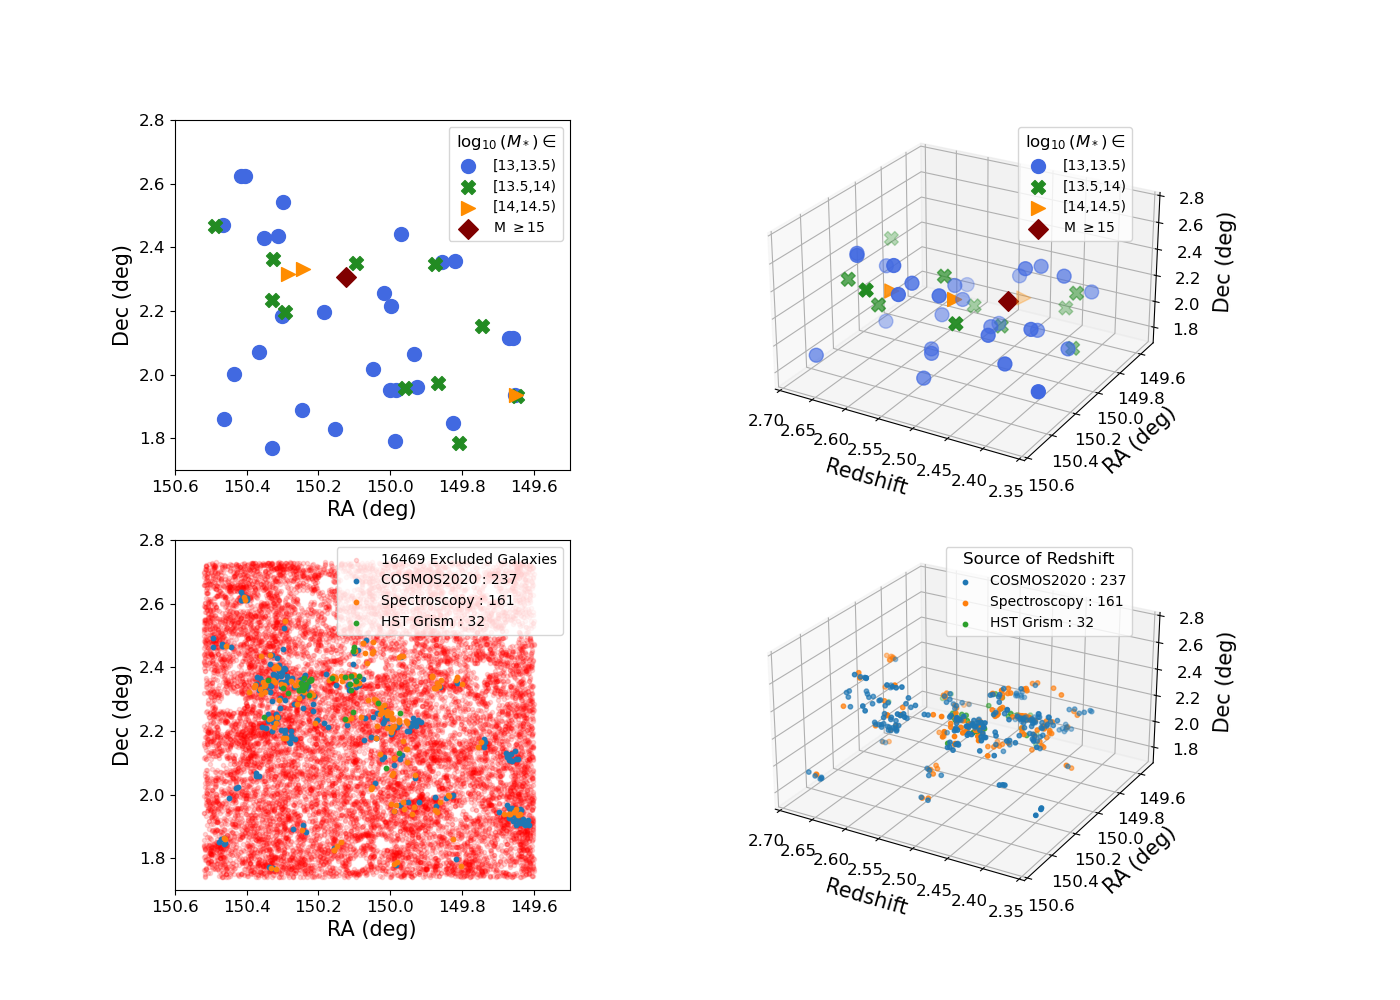 2.8
2.6
2.4
2.2
2.0
1.8
Dec (deg)
150.6 150.4 150.2 150.0 149.8 149.6
RA (deg)
log₁₀ (M*) ∈
[13,13.5)
[13.5,14)
[14,14.5)
M ≥15
log₁₀ (M*) ∈
[13,13.5)
[13.5,14)
[14,14.5)
M ≥15
2.8
2.6
2.4
2.2
2.0
1.8
Dec (deg)
149.6
149.8
150.0
150.2
150.4
150.6
RA (deg)
2.70
2.65
2.60
2.55
2.50
2.45
2.40
2.35
Redshift
2.8
2.6
2.4
2.2
2.0
1.8
Dec (deg)
150.6 150.4 150.2 150.0 149.8 149.6
RA (deg)
16469 Excluded Galaxies
COSMOS2020 : 237
Spectroscopy : 161
HST Grism : 32
Source of Redshift
COSMOS2020 : 237
Spectroscopy : 161
HST Grism : 32
2.8
2.6
2.4
2.2
2.0
1.8
Dec (deg)
149.6
149.8
150.0
150.2
150.4
150.6
RA (deg)
2.70
2.65
2.60
2.55
2.50
2.45
2.40
2.35
Redshift